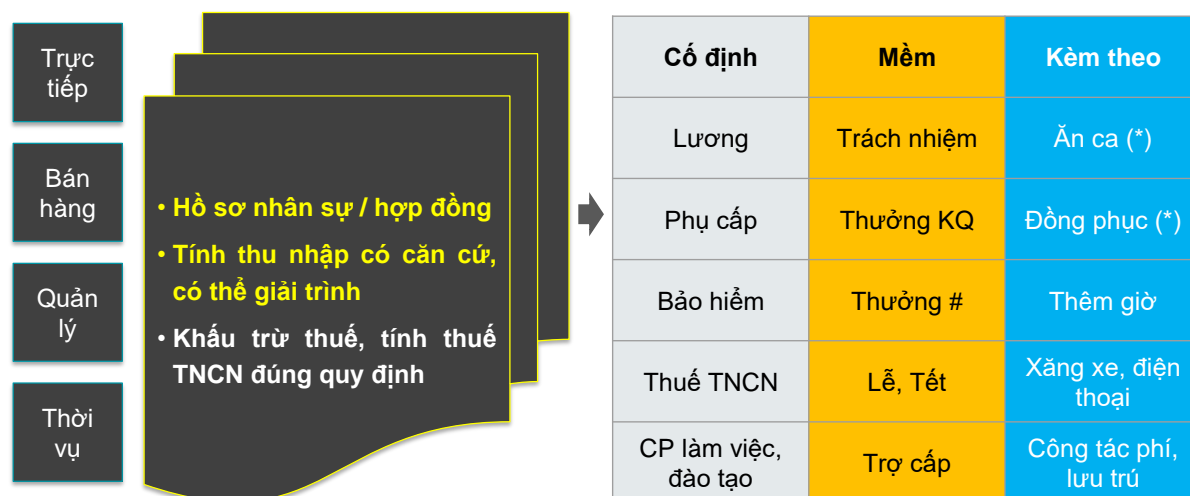 Trực
tiếp
Bán
hàng
Quản
lý
Thời
vụ
• Hồ sơ nhân sự / hợp đồng
• Tính thu nhập có căn cứ,
có thể giải trình
• Khấu trừ thuế, tính thuế
TNCN đúng quy định
Cố định Mềm Kèm theo
Lương Trách nhiệm Ăn ca (*)
Phụ cấp Thưởng KQ Đồng phục (*)
Bảo hiểm Thưởng # Thêm giờ
Thuế TNCN Lễ, Tết Xăng xe, điện
thoại
CP làm việc,
đào tạo Trợ cấp Công tác phí,
lưu trú